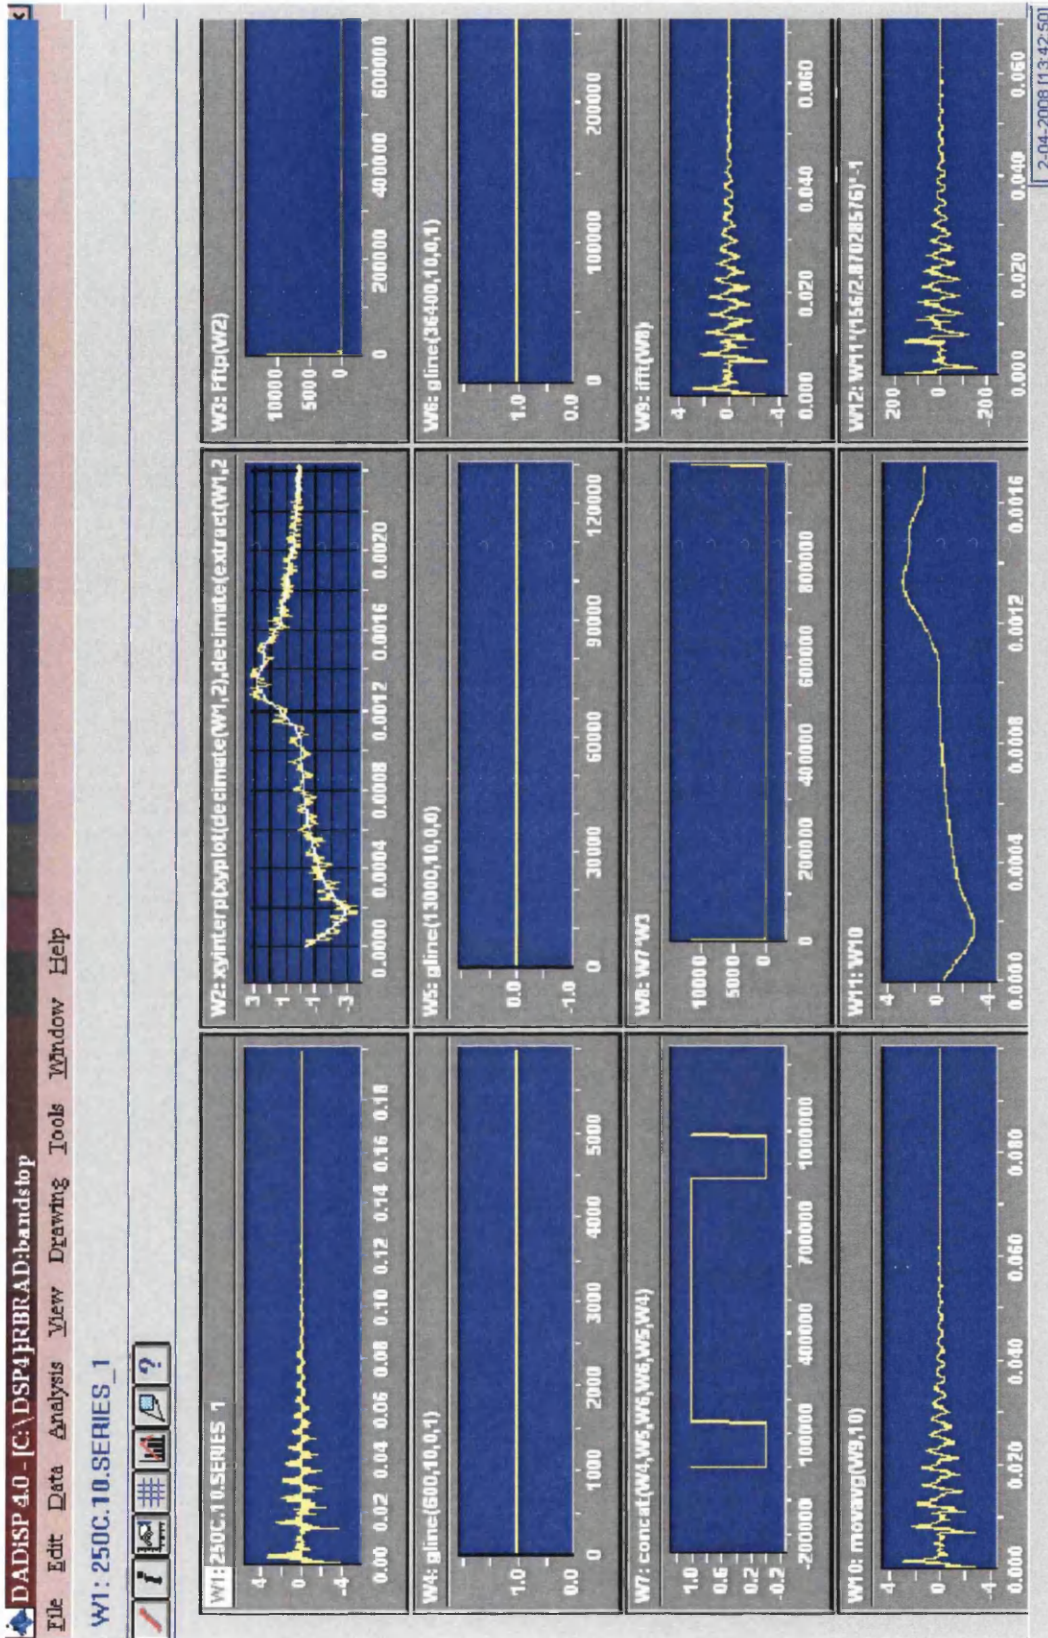 DADiSP 4.0 - [C:\DSP4]RBRAD:bandstop
File Edit Data Analysis View Drawing Tools Window Help
W1: 250C.10.SERIES_1
W1: 250C.10.SERIES_1
4
0
-4
0.00 0.02 0.04 0.06 0.08 0.10 0.12 0.14 0.16 0.18
W2: xyinterp(xyplot(decimate(W1,2),decimate(extract(W1,2
3
1
-1
-3
0.0000 0.0004 0.0008 0.0012 0.0016 0.0020
W3: Fftp(W2)
10000
5000
0
0 200000 400000 600000
W4: gline(600,10,0,1)
1.0
0.0
0 1000 2000 3000 4000 5000
W5: gline(13000,10,0,0)
0.0
-1.0
0 30000 60000 90000 120000
W6: gline(36400,10,0,1)
1.0
0.0
0 100000 200000
W7: concat(W4,W5,W6,W6,W5,W4)
1.0
0.6
0.2
-0.2
-200000 100000 400000 700000 1000000
W8: W7*W3
10000
5000
0
0 200000 400000 600000 800000
W9: ifft(W8)
4
0
-4
0.000 0.020 0.040 0.060
W10: movavg(W9,10)
4
0
-4
0.000 0.020 0.040 0.060 0.080
W11: W10
4
0
-4
0.0000 0.0004 0.0008 0.0012 0.0016
W12: W11*(156/2.87028576)*-1
200
0
-200
0.000 0.020 0.040 0.060
2-04-2008 [13:42:50]